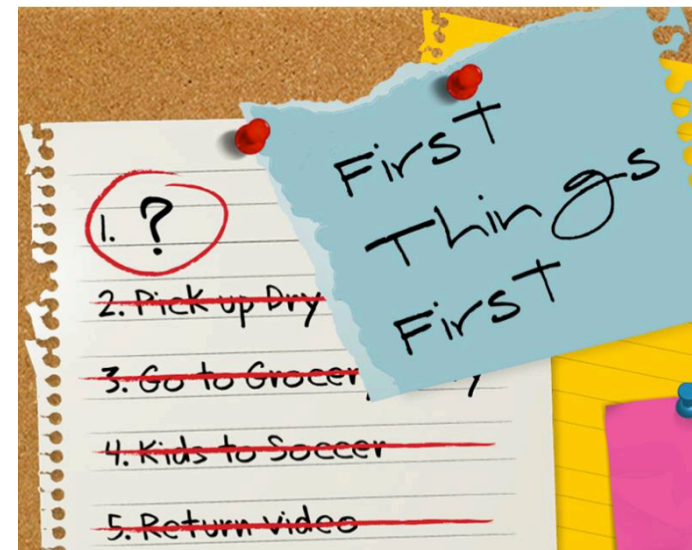 1. ?
2. Pick up Dry
3. Go to Grocer
4. Kids to Soccer
5. Return video
First
Things
First